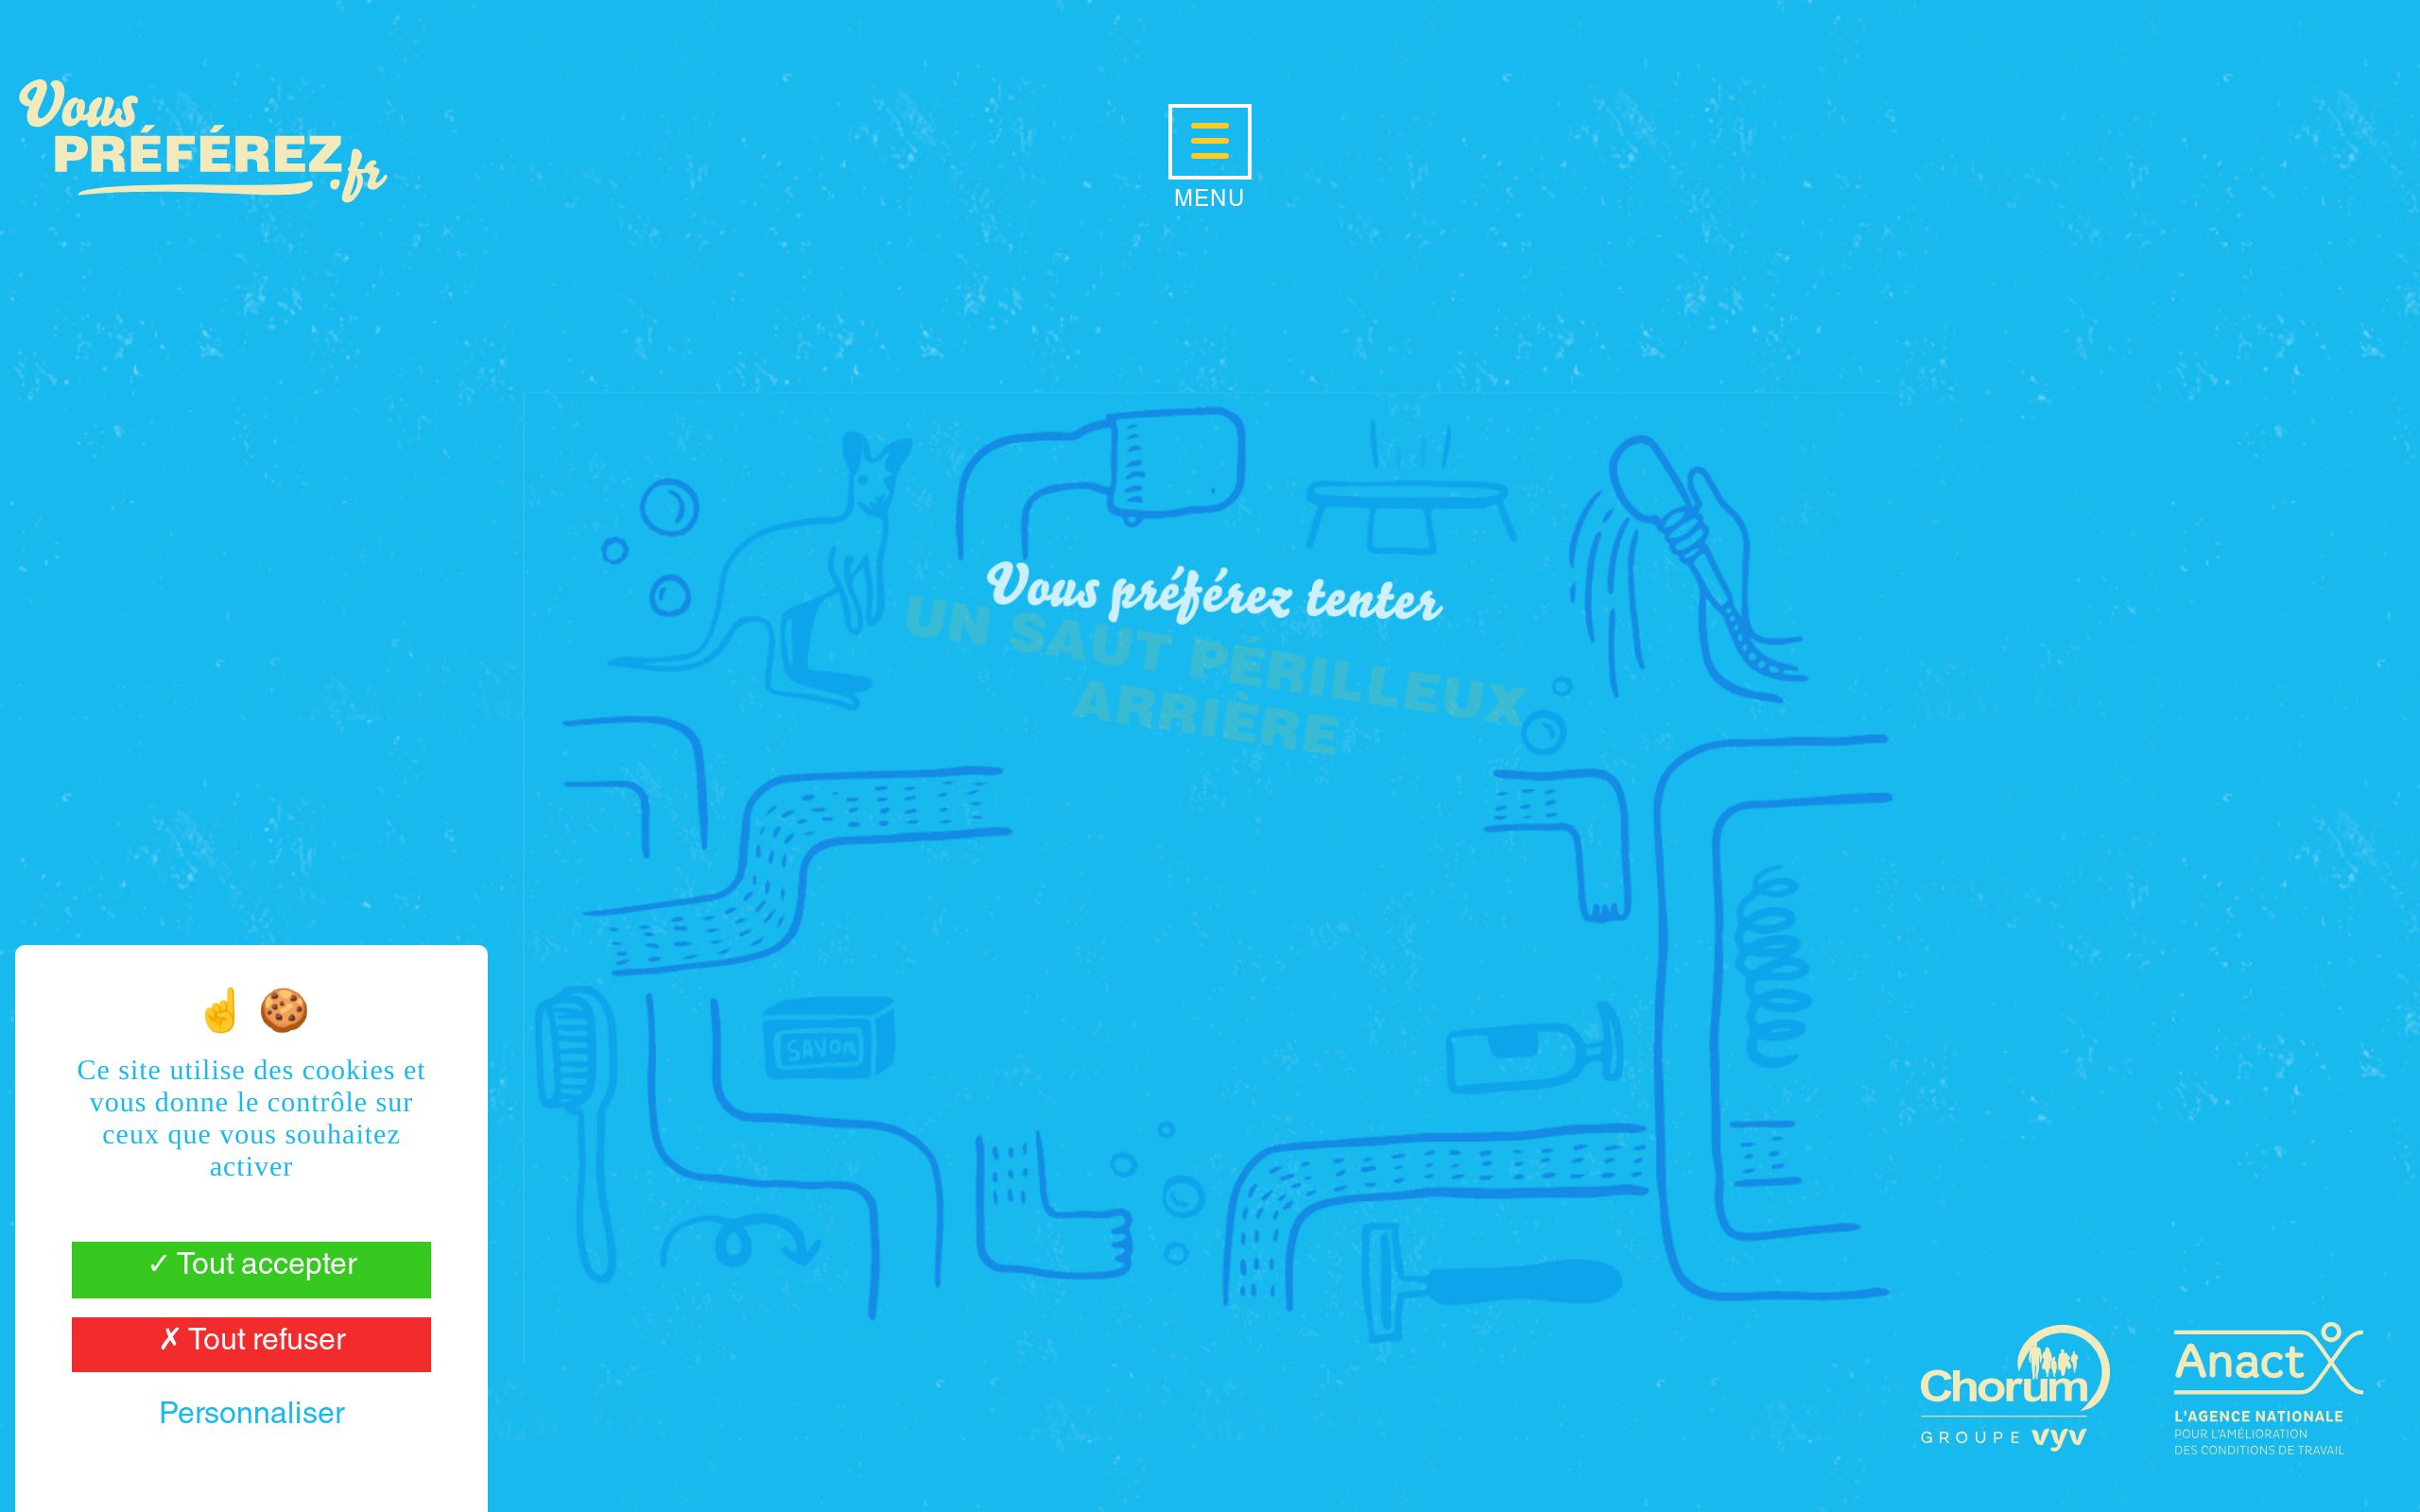 Vous
PRÉFÉREZ.fr
MENU
Vous préférez tenter
UN SAUT PÉRILLEUX
ARRIÈRE
SAVON
☝️ 🍪
Ce site utilise des cookies et
vous donne le contrôle sur
ceux que vous souhaitez
activer
✓ Tout accepter
✗ Tout refuser
Personnaliser
Chorum
GROUPE vyv
Anact
L'AGENCE NATIONALE
POUR L'AMÉLIORATION
DES CONDITIONS DE TRAVAIL